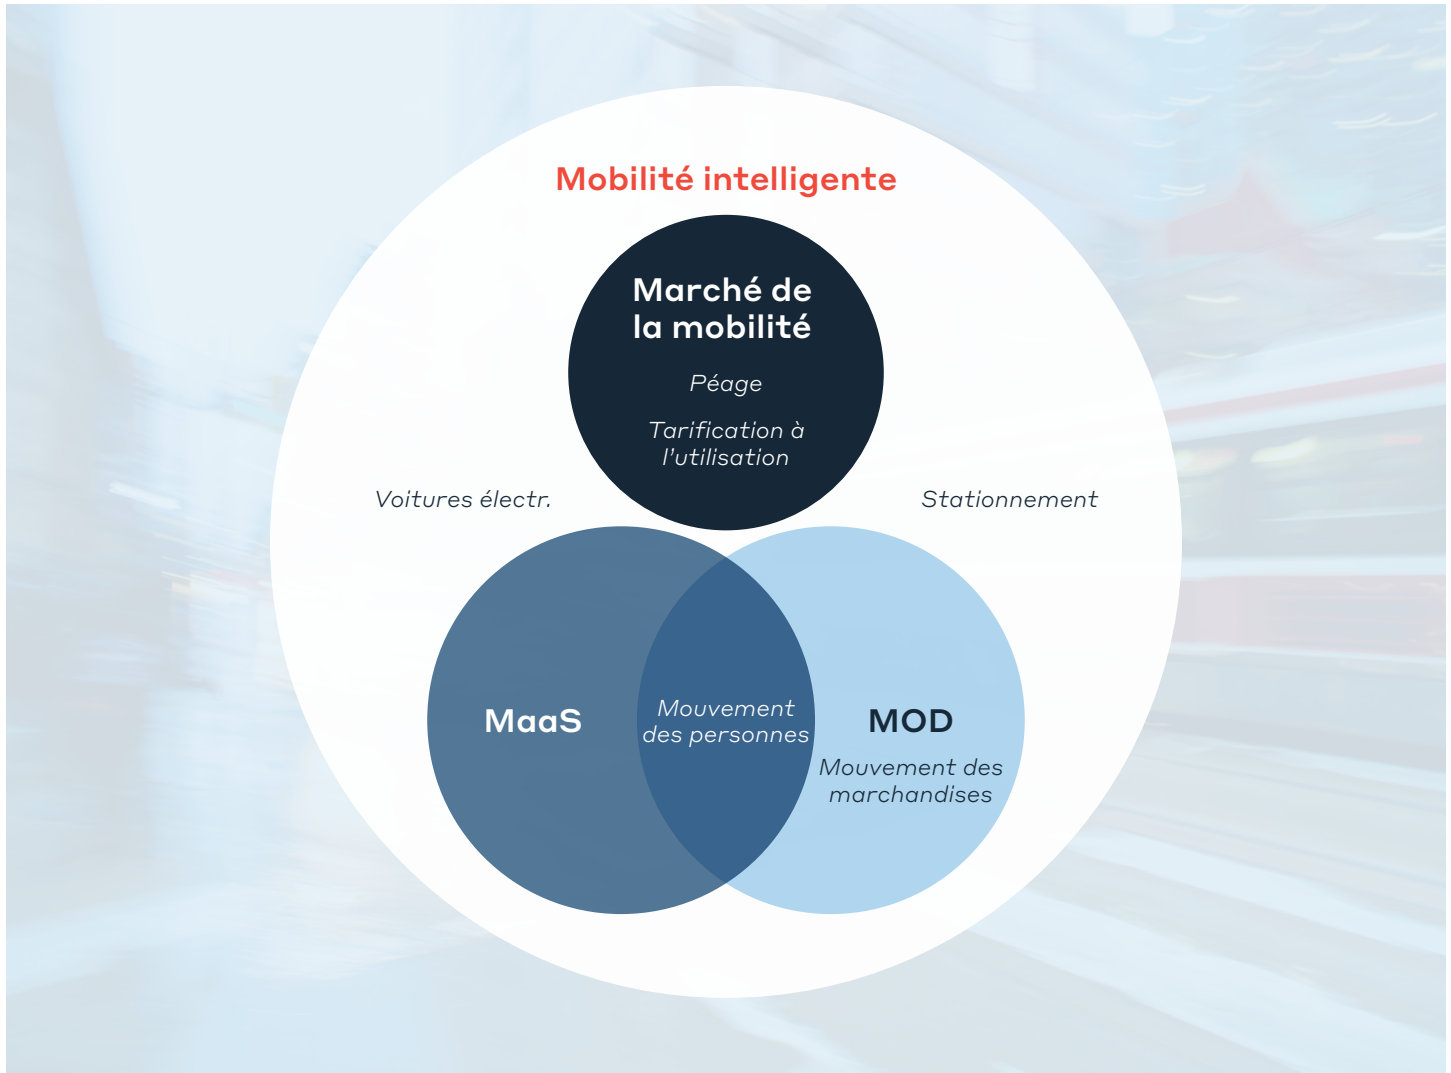 Mobilité intelligente
Marché de
la mobilité
Péage
Tarification à
l'utilisation
Voitures électr.
Stationnement
MaaS
Mouvement
des personnes
MOD
Mouvement des
marchandises